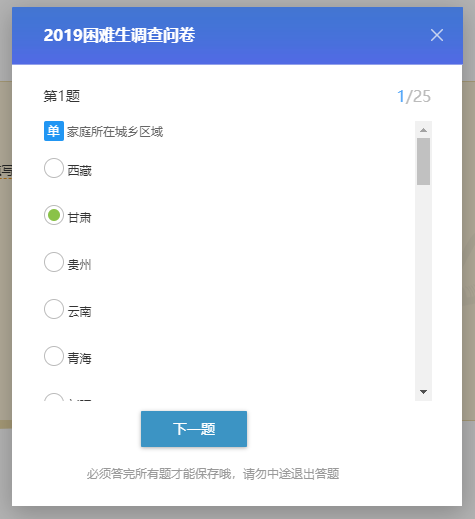 2019困难生调查问卷
第1题
1/25
单 家庭所在城乡区域
西藏
甘肃
贵州
云南
青海
下一题
必须答完所有题才能保存哦，请勿中途退出答题